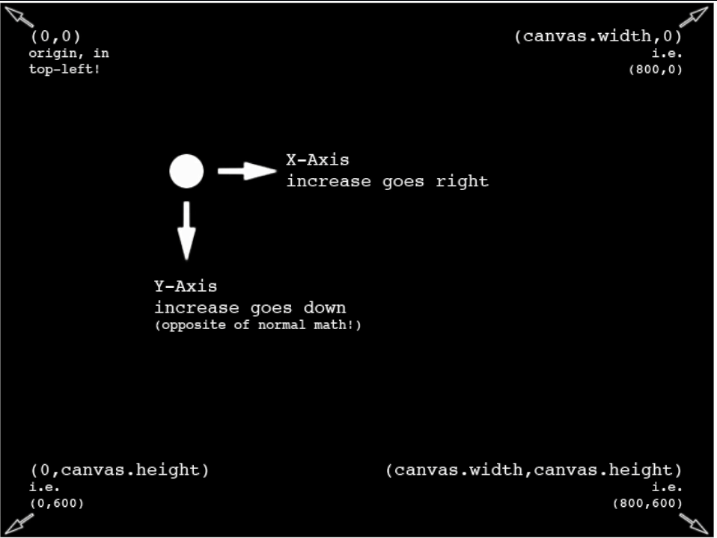 (0,0)
origin, in
top-left!
(canvas.width,0)
i.e.
(800,0)
X-Axis
increase goes right
Y-Axis
increase goes down
(opposite of normal math!)
(0,canvas.height)
i.e.
(0,600)
(canvas.width,canvas.height)
i.e.
(800,600)